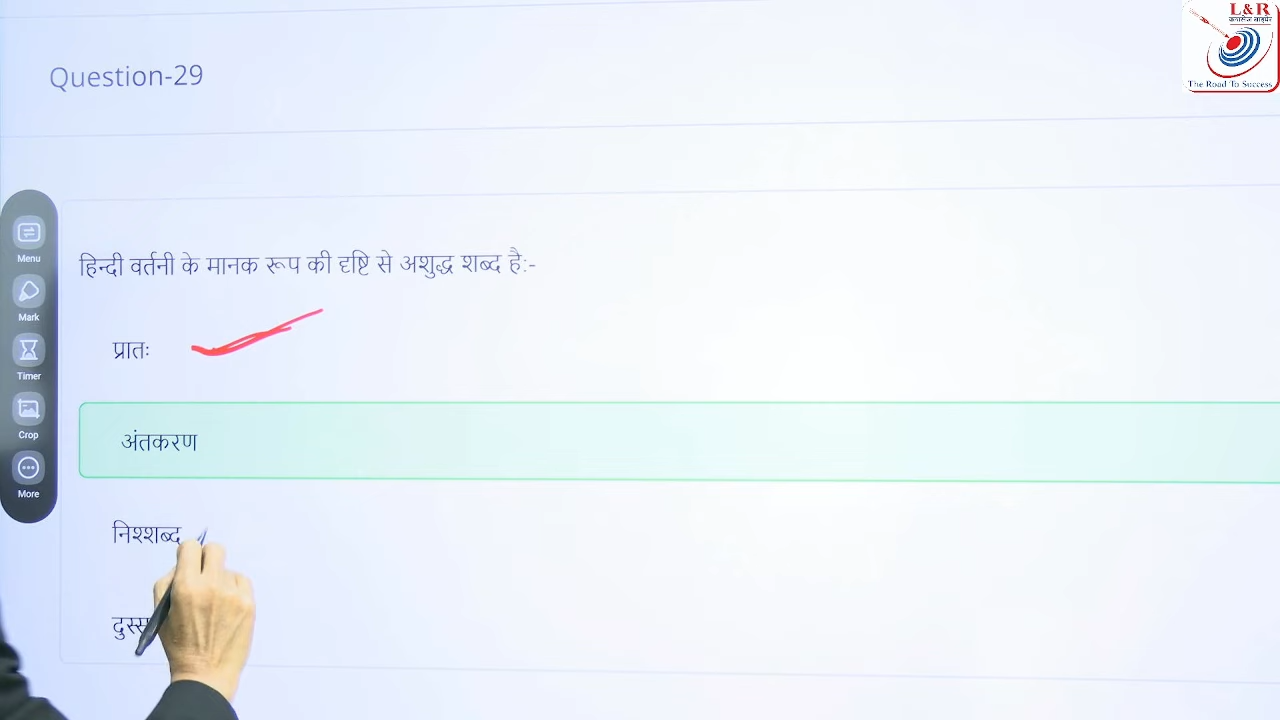 L&R
The Road To Success
Question-29
Menu
Mark
Timer
Crop
More
हिन्दी वर्तनी के मानक रूप की दृष्टि से अशुद्ध शब्द है:-
प्रातः
अंतकरण
निश्शब्द